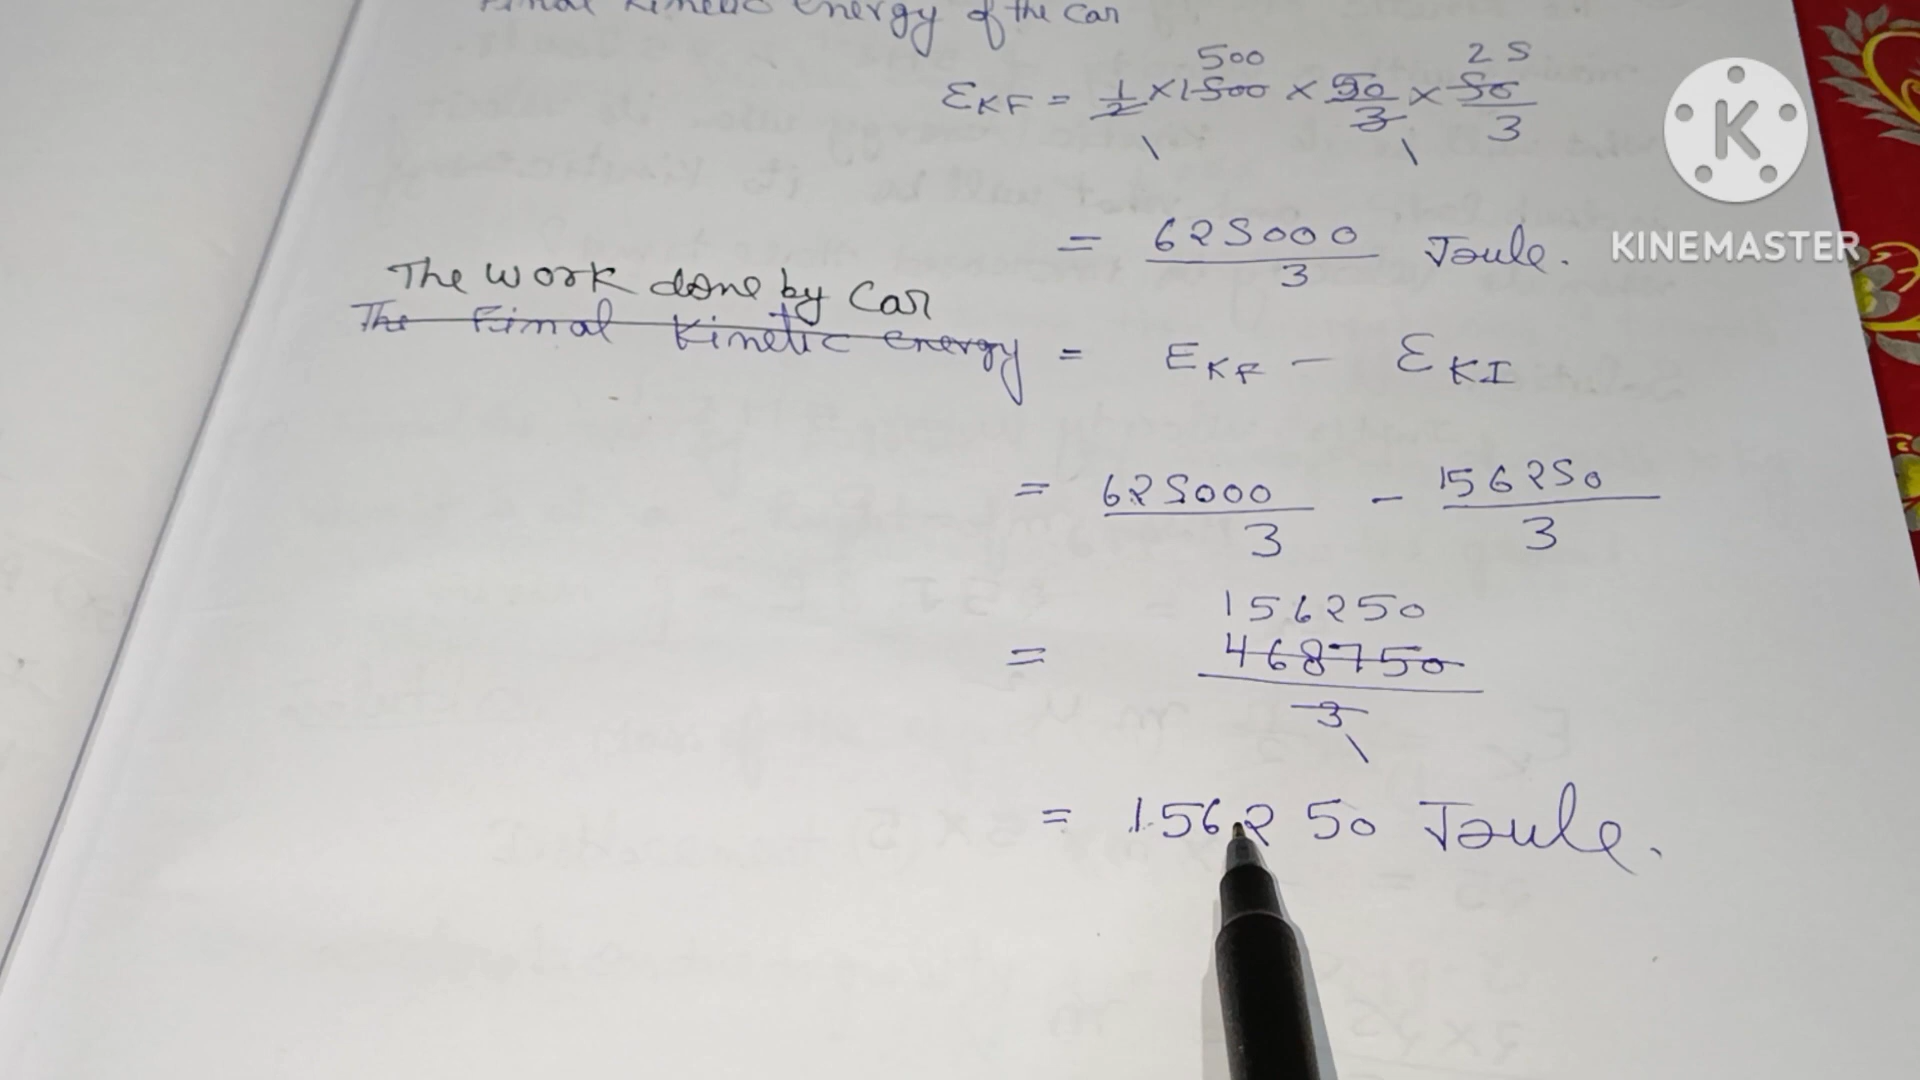 Final Kinetic energy of the Car
500 25
EKF = 1/2 × 1500 × 50/3 × 50/3
= 625000/3 Joule.
The work done by Car
The Final Kinetic energy = EKF - EKI
= 625000/3 - 156250/3
156250
= 468750/3
= 156250 Joule.
K
KINEMASTER